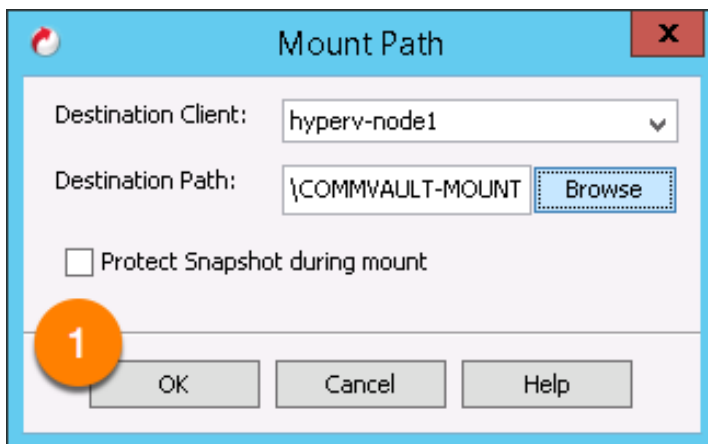 Mount Path
x
Destination Client: hyperv-node1
Destination Path: \COMMVAULT-MOUNT Browse
Protect Snapshot during mount
1
OK Cancel Help